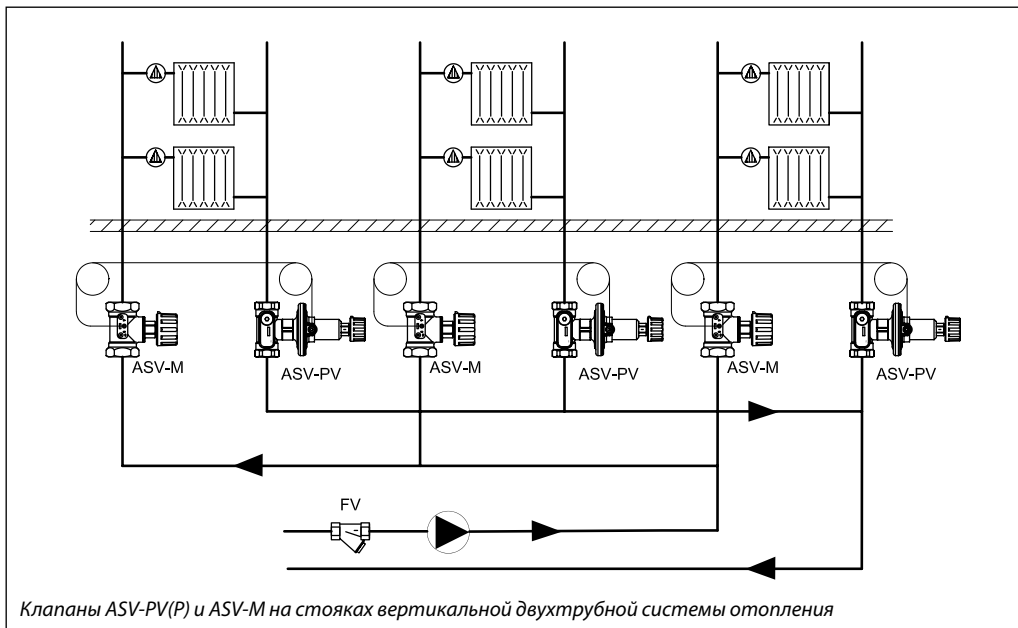 ASV-M
ASV-PV
ASV-M
ASV-PV
ASV-M
ASV-PV
FV
Клапаны ASV-PV(P) и ASV-M на стояках вертикальной двухтрубной системы отопления